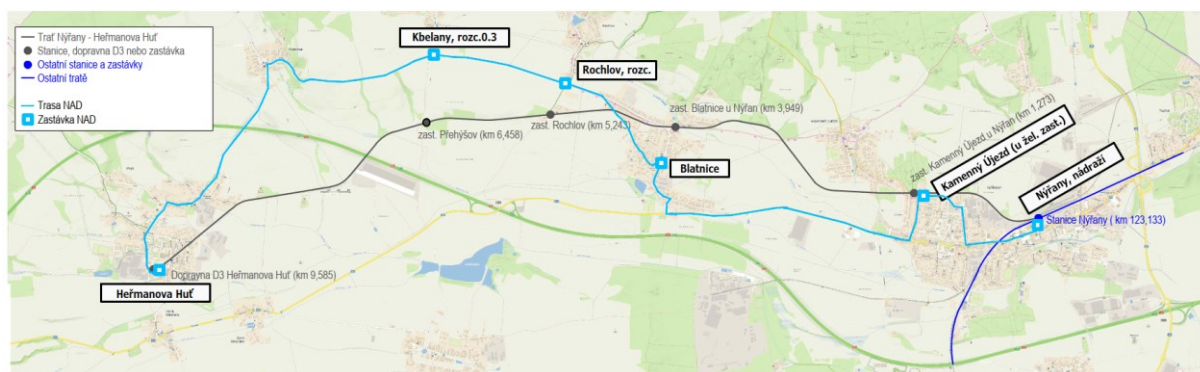 Trať Nýřany - Heřmanova Huť
Stanice, dopravna D3 nebo zastávka
Ostatní stanice a zastávky
Ostatní tratě
Trasa NAD
Zastávka NAD
Kbelany, rozc.0.3
Rochlov, rozc.
zast. Blatnice u Nýřan (km 3,949)
zast. Rochlov (km 5,243)
zast. Přehýšov (km 6,458)
zast. Kamenný Újezd u Nýřan (km 1,273)
Kamenný Újezd (u žel. zast.)
Blatnice
Nýřany, nádraží
Stanice Nýřany ( km 123,133)
Dopravna D3 Heřmanova Huť (km 9,585)
Heřmanova Huť